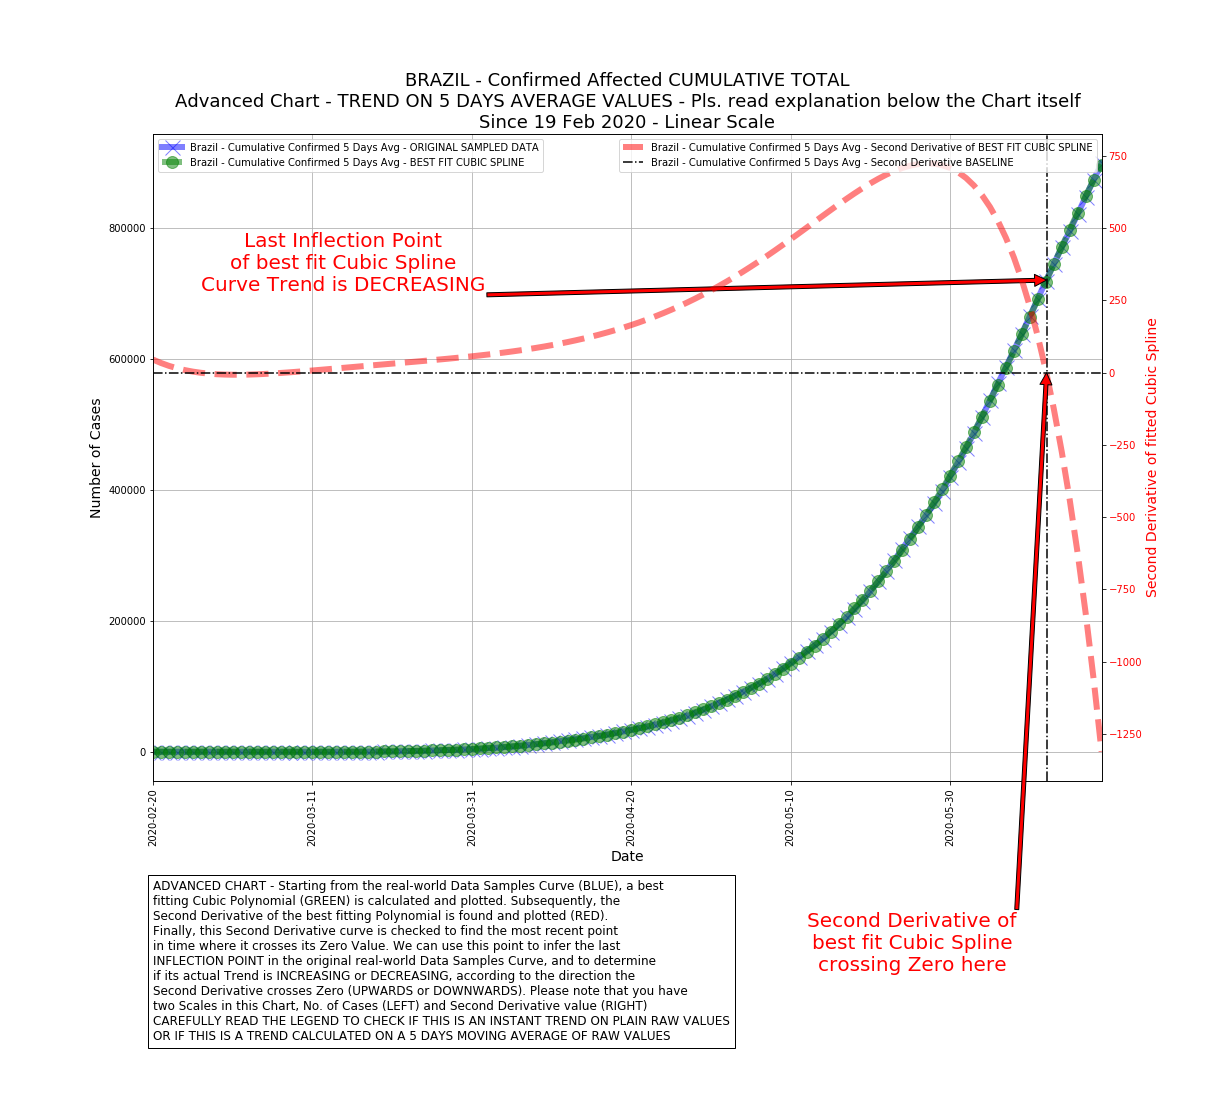 BRAZIL - Confirmed Affected CUMULATIVE TOTAL
Advanced Chart - TREND ON 5 DAYS AVERAGE VALUES - Pls. read explanation below the Chart itself
Since 19 Feb 2020 - Linear Scale
Brazil - Cumulative Confirmed 5 Days Avg - ORIGINAL SAMPLED DATA
Brazil - Cumulative Confirmed 5 Days Avg - BEST FIT CUBIC SPLINE
Brazil - Cumulative Confirmed 5 Days Avg - Second Derivative of BEST FIT CUBIC SPLINE
Brazil - Cumulative Confirmed 5 Days Avg - Second Derivative BASELINE
Last Inflection Point
of best fit Cubic Spline
Curve Trend is DECREASING
Number of Cases
800000
600000
400000
200000
0
750
500
250
0
−250
−500
−750
−1000
−1250
Second Derivative of fitted Cubic Spline
2020-02-20
2020-03-11
2020-03-31
2020-04-20
2020-05-10
2020-05-30
Date
Second Derivative of
best fit Cubic Spline
crossing Zero here
ADVANCED CHART - Starting from the real-world Data Samples Curve (BLUE), a best
fitting Cubic Polynomial (GREEN) is calculated and plotted. Subsequently, the
Second Derivative of the best fitting Polynomial is found and plotted (RED).
Finally, this Second Derivative curve is checked to find the most recent point
in time where it crosses its Zero Value. We can use this point to infer the last
INFLECTION POINT in the original real-world Data Samples Curve, and to determine
if its actual Trend is INCREASING or DECREASING, according to the direction the
Second Derivative crosses Zero (UPWARDS or DOWNWARDS). Please note that you have
two Scales in this Chart, No. of Cases (LEFT) and Second Derivative value (RIGHT)
CAREFULLY READ THE LEGEND TO CHECK IF THIS IS AN INSTANT TREND ON PLAIN RAW VALUES
OR IF THIS IS A TREND CALCULATED ON A 5 DAYS MOVING AVERAGE OF RAW VALUES